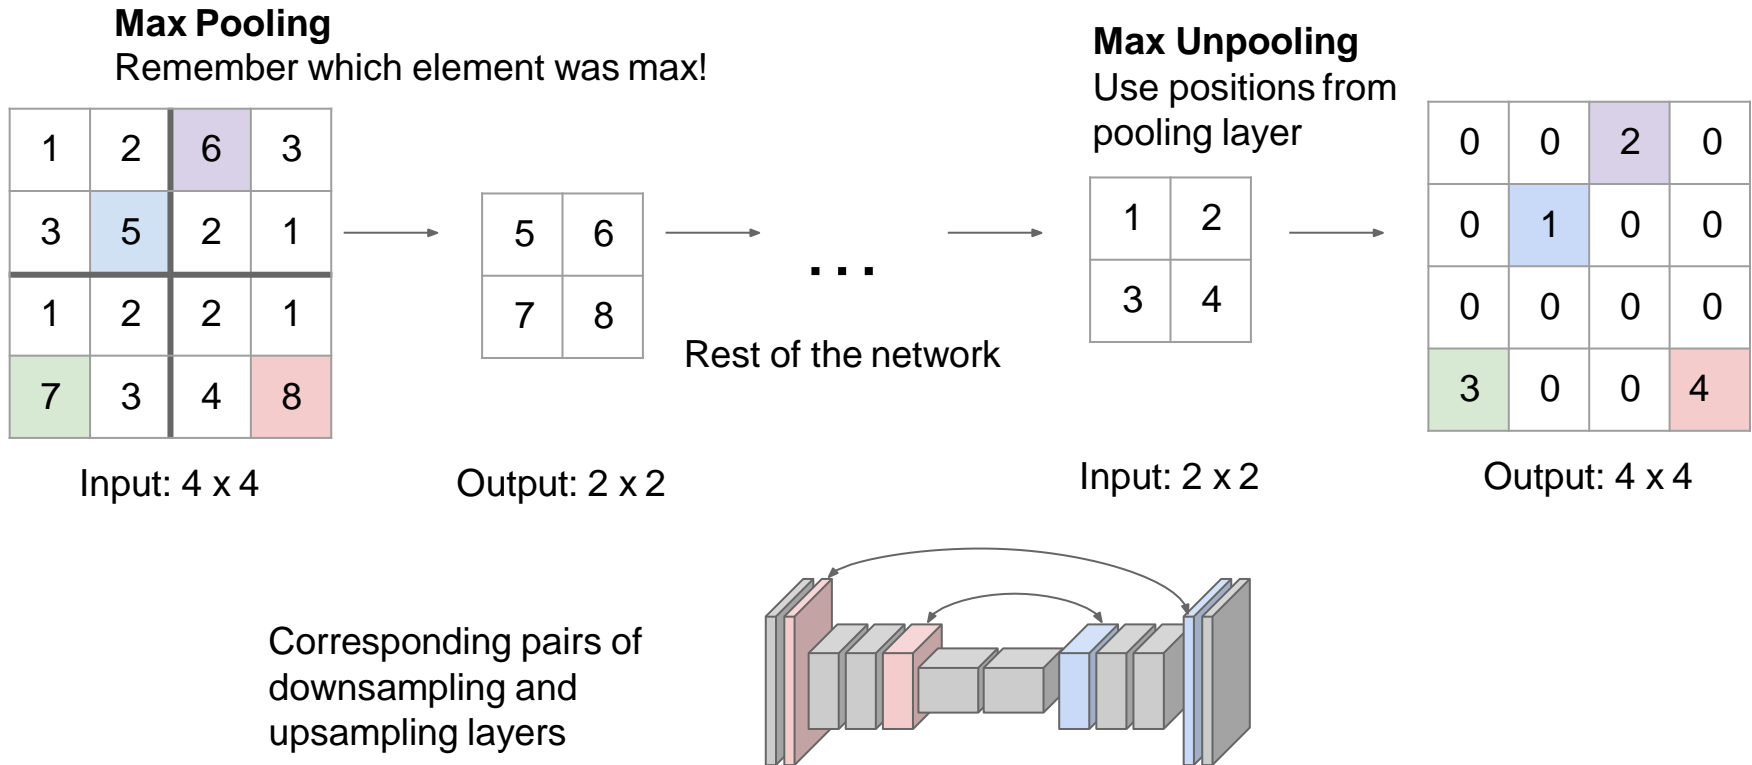 Max Pooling
Remember which element was max!
1 2 6 3
3 5 2 1
1 2 2 1
7 3 4 8
Input: 4 x 4
5 6
7 8
Output: 2 x 2
...
Rest of the network
Max Unpooling
Use positions from
pooling layer
1 2
3 4
Input: 2 x 2
0 0 2 0
0 1 0 0
0 0 0 0
3 0 0 4
Output: 4 x 4
Corresponding pairs of
downsampling and
upsampling layers